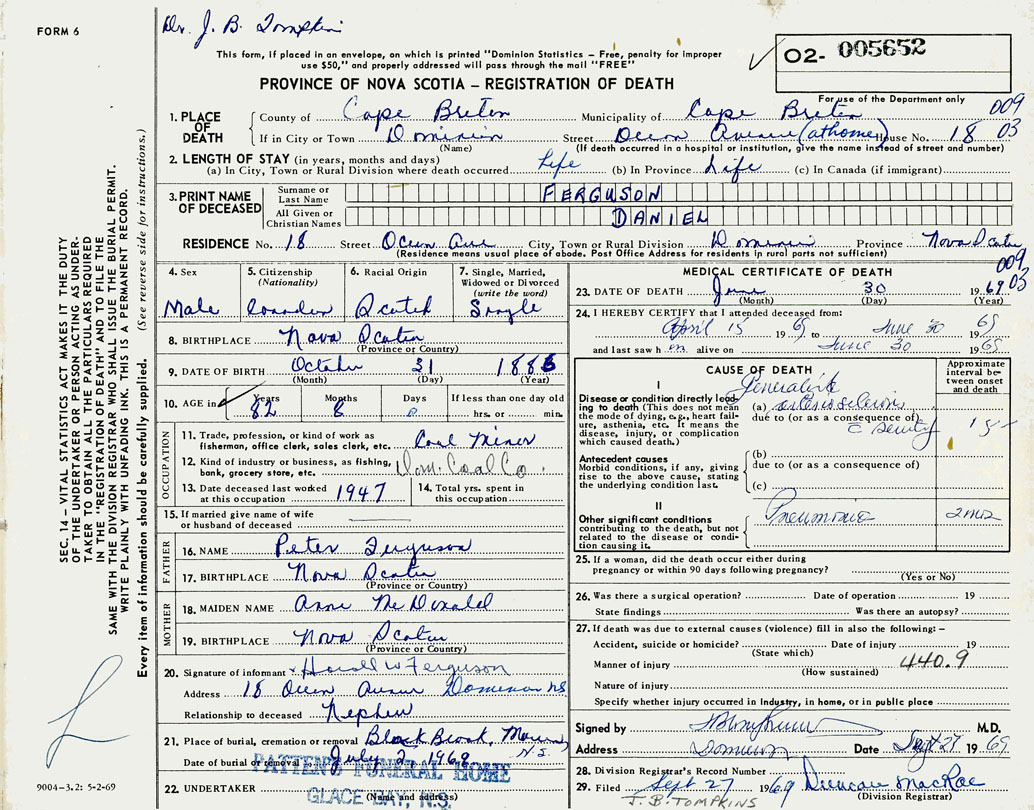 FORM 6
Dr. J. B. Tompkins
This form, if placed in an envelope, on which is printed "Dominion Statistics – Free, penalty for improper
use $50," and properly addressed will pass through the mail "FREE"
O2- 005652
For use of the Department only
PROVINCE OF NOVA SCOTIA – REGISTRATION OF DEATH
009
03
1. PLACE OF DEATH
County of Cape Breton Municipality of Cape Breton
If in City or Town Dominion Street Ocean Avenue (at home) House No. 18
(Name) (If death occurred in a hospital or institution, give the name instead of street and number)
2. LENGTH OF STAY (in years, months and days)
(a) In City, Town or Rural Division where death occurred Life (b) In Province Life (c) In Canada (if immigrant)
3. PRINT NAME OF DECEASED
Surname or Last Name FERGUSON
All Given or Christian Names DANIEL
RESIDENCE No. 18 Street Ocean Ave City, Town or Rural Division Dominion Province Nova Scotia
(Residence means usual place of abode. Post Office Address for residents in rural parts not sufficient)
009
03
4. Sex
Male
5. Citizenship
(Nationality)
Canadian
6. Racial Origin
Scotch
7. Single, Married,
Widowed or Divorced
(write the word)
Single
8. BIRTHPLACE Nova Scotia
(Province or Country)
9. DATE OF BIRTH October 31
(Month) (Day) (Year)
10. AGE in Years Months Days If less than one day old
82 8 hrs. or min.
OCCUPATION
11. Trade, profession, or kind of work as
fisherman, office clerk, sales clerk, etc. Coal Miner
12. Kind of industry or business, as fishing,
bank, grocery store, etc. Dom. Coal Co.
13. Date deceased last worked
at this occupation 1947
14. Total yrs. spent in
this occupation
15. If married give name of wife
or husband of deceased
FATHER
16. NAME Peter Ferguson
17. BIRTHPLACE Nova Scotia
(Province or Country)
MOTHER
18. MAIDEN NAME Anne McDonald
19. BIRTHPLACE Nova Scotia
(Province or Country)
20. Signature of informant x Harold W Ferguson
Address 18 Ocean Avenue Dominion NS
Relationship to deceased Nephew
21. Place of burial, cremation or removal Black Brook,
N.S.
Date of burial or removal July 2, 1969
PATTEN'S FUNERAL HOME
22. UNDERTAKER
(Name and address)
GLACE BAY, N.S.
MEDICAL CERTIFICATE OF DEATH
23. DATE OF DEATH June 30 1969
(Month) (Day) (Year)
24. I HEREBY CERTIFY that I attended deceased from:
April 15 1969 to June 30 1969
and last saw him alive on June 30 1969
CAUSE OF DEATH
Approximate interval between onset and death
I
Disease or condition directly leading to death (This does not
mean the mode of dying, e.g., heart failure, asthenia, etc. It means the
disease, injury, or complication
which caused death.)
Generalized
(a) arteriosclerosis
due to (or as a consequence of)
Senility
Antecedent causes
Morbid conditions, if any, giving
rise to the above cause, stating
the underlying condition last.
(b)
due to (or as a consequence of)
(c)
II
Other significant conditions
contributing to the death, but not
related to the disease or condition
causing it.
Pneumonia
25. If a woman, did the death occur either during
pregnancy or within 90 days following pregnancy?
(Yes or No)
26. Was there a surgical operation? Date of operation 19
State findings Was there an autopsy?
27. If death was due to external causes (violence) fill in also the following: –
Accident, suicide or homicide? Date of injury 19
(State which)
440.9
Manner of injury
(How sustained)
Nature of injury
Specify whether injury occurred in industry, in home, or in public place
Signed by M.D.
Address Dominion Date Sept 27 1969
28. Division Registrar's Record Number
29. Filed Sept 27 1969 Duncan MacRae
Division Registrar
J. B. TOMPKINS
SEC. 14 – VITAL STATISTICS ACT MAKES IT THE DUTY
OF THE UNDERTAKER OR PERSON ACTING AS UNDERTAKER
TO OBTAIN ALL THE PARTICULARS REQUIRED
IN THE "REGISTRATION OF DEATH" AND TO FILE THE
SAME WITH THE DIVISION REGISTRAR WHO SHALL ISSUE THE BURIAL PERMIT.
WRITE PLAINLY WITH UNFADING INK. THIS IS A PERMANENT RECORD.
Every item of information should be carefully supplied. (See reverse side for instructions.)
9004–3.2: 5-2-69